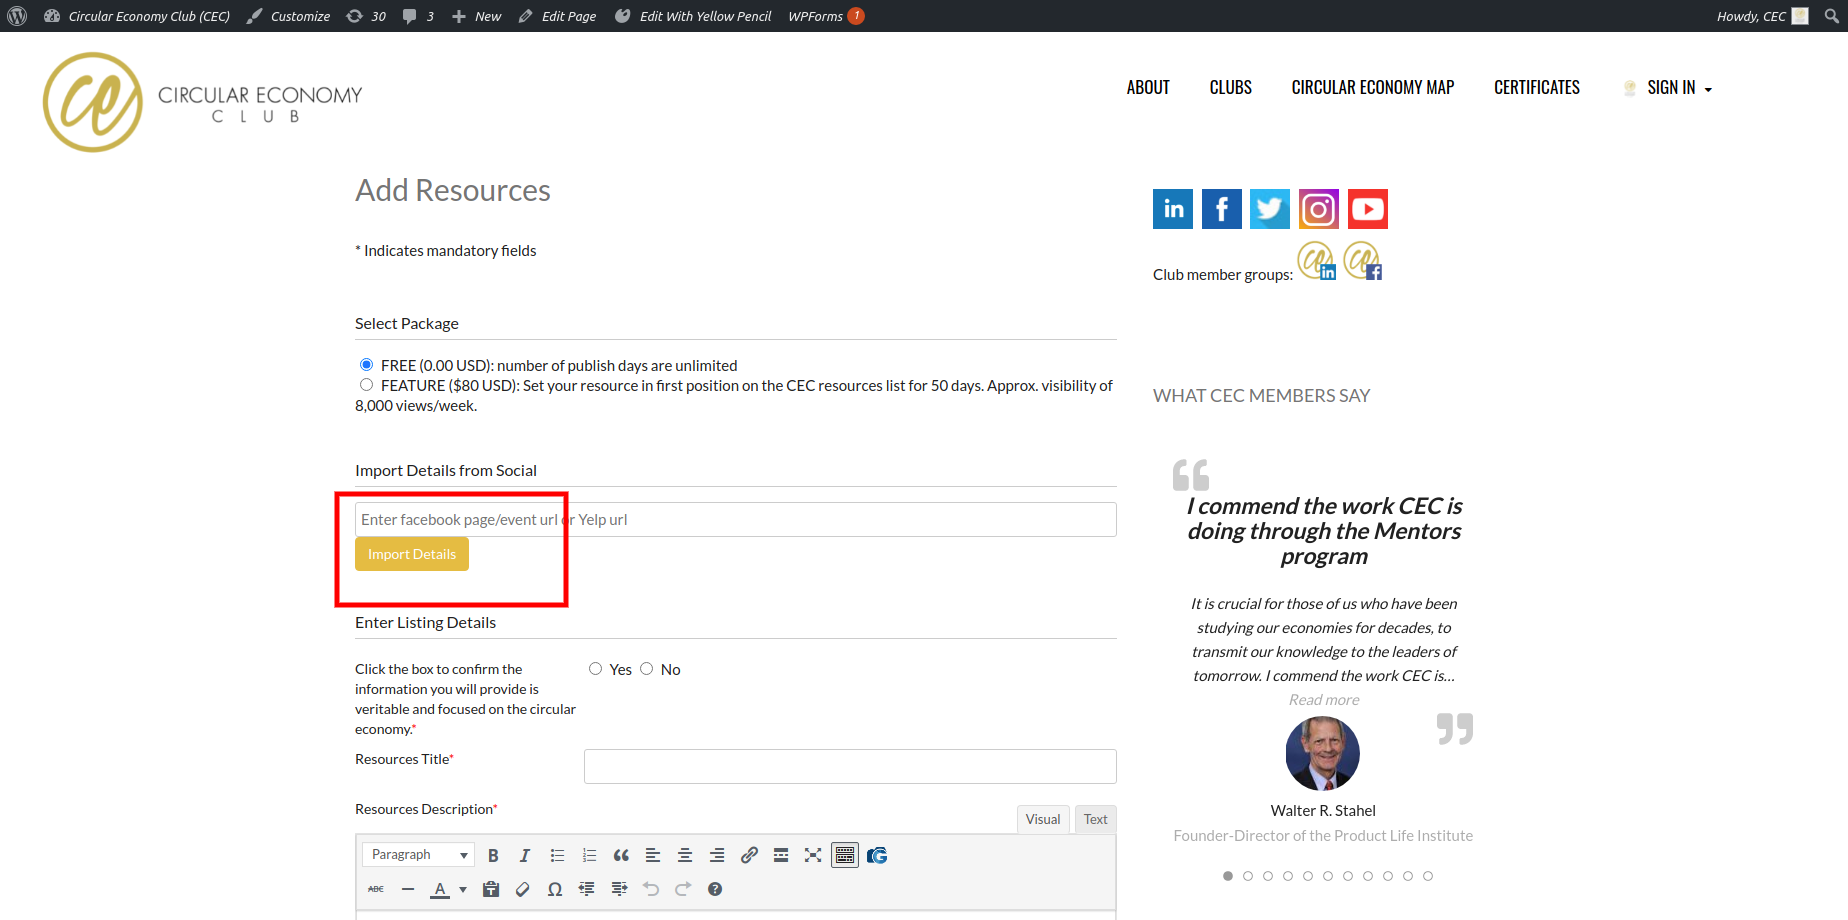 Circular Economy Club (CEC) Customize 30 3 New Edit Page Edit With Yellow Pencil WPForms 1 Howdy, CEC
CIRCULAR ECONOMY
CLUB
ABOUT CLUBS CIRCULAR ECONOMY MAP CERTIFICATES SIGN IN
Add Resources
* Indicates mandatory fields
Select Package
FREE (0.00 USD): number of publish days are unlimited
FEATURE ($80 USD): Set your resource in first position on the CEC resources list for 50 days. Approx. visibility of
8,000 views/week.
Import Details from Social
Enter facebook page/event url or Yelp url
Import Details
Enter Listing Details
Click the box to confirm the
information you will provide is
veritable and focused on the circular
economy.*
Yes No
Resources Title*
Resources Description*
Visual Text
Paragraph B I
ABC A Ω
in f
Club member groups: in f
WHAT CEC MEMBERS SAY
I commend the work CEC is
doing through the Mentors
program
It is crucial for those of us who have been
studying our economies for decades, to
transmit our knowledge to the leaders of
tomorrow. I commend the work CEC is...
Read more
Walter R. Stahel
Founder-Director of the Product Life Institute